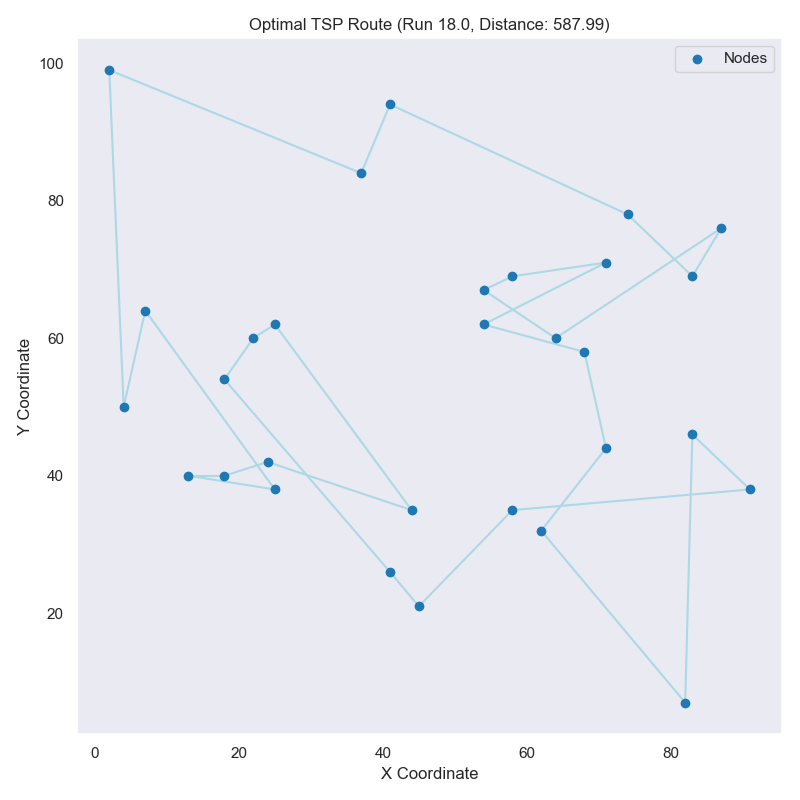 Optimal TSP Route (Run 18.0, Distance: 587.99)
Nodes
100
80
60
40
20
Y Coordinate
0 20 40 60 80
X Coordinate